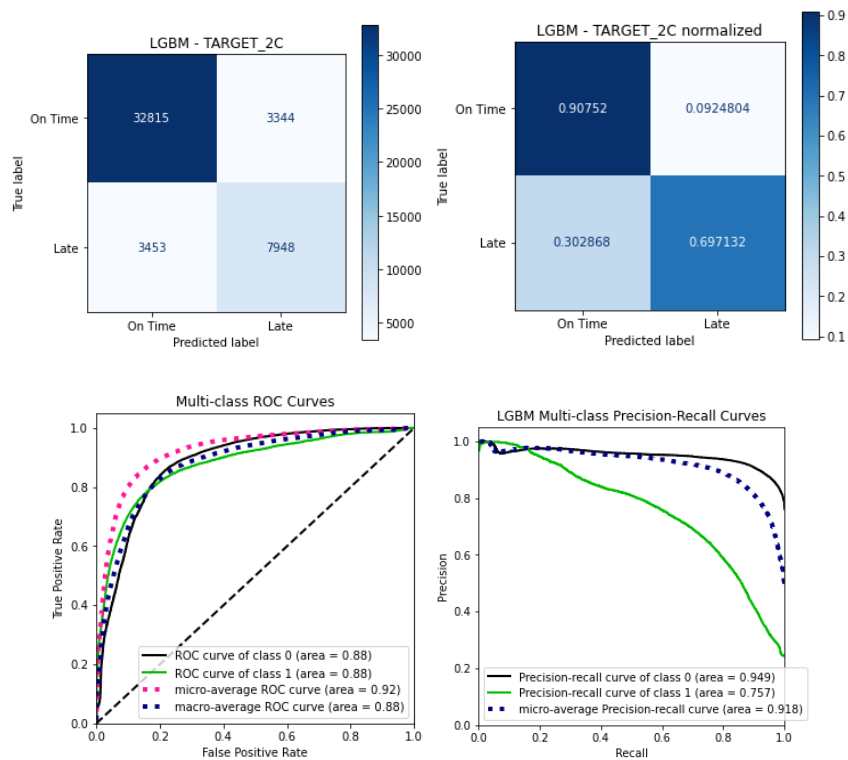 LGBM - TARGET_2C
On Time
Late
True label
32815
3344
3453
7948
On Time
Late
Predicted label
30000
25000
20000
15000
10000
5000
LGBM - TARGET_2C normalized
On Time
Late
True label
0.90752
0.0924804
0.302868
0.697132
On Time
Late
Predicted label
0.9
0.8
0.7
0.6
0.5
0.4
0.3
0.2
0.1
Multi-class ROC Curves
1.0
0.8
0.6
0.4
0.2
0.0
True Positive Rate
ROC curve of class 0 (area = 0.88)
ROC curve of class 1 (area = 0.88)
micro-average ROC curve (area = 0.92)
macro-average ROC curve (area = 0.88)
0.0 0.2 0.4 0.6 0.8 1.0
False Positive Rate
LGBM Multi-class Precision-Recall Curves
1.0
0.8
0.6
0.4
0.2
0.0
Precision
Precision-recall curve of class 0 (area = 0.949)
Precision-recall curve of class 1 (area = 0.757)
micro-average Precision-recall curve (area = 0.918)
0.0 0.2 0.4 0.6 0.8 1.0
Recall